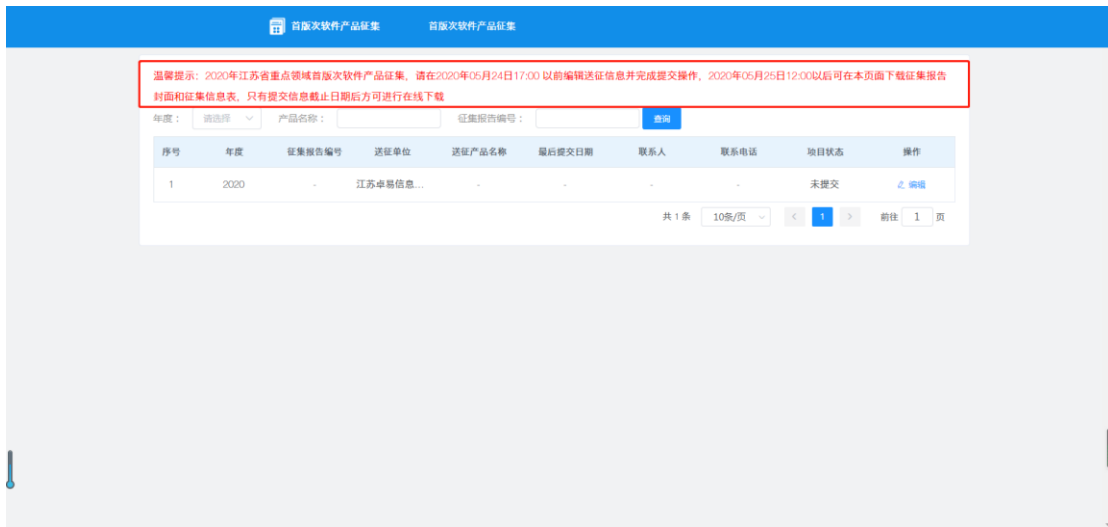 首版次软件产品征集 首版次软件产品征集
温馨提示：2020年江苏省重点领域首版次软件产品征集，请在2020年05月24日17:00 以前编辑送征信息并完成提交操作，2020年05月25日12:00以后可在本页面下载征集报告
封面和征集信息表，只有提交信息截止日期后方可进行在线下载
年度： 请选择 产品名称： 征集报告编号： 查询
序号 年度 征集报告编号 送征单位 送征产品名称 最后提交日期 联系人 联系电话 项目状态 操作
1 2020 - 江苏卓易信息... - - - - 未提交 编辑
共 1 条 10条/页 < 1 > 前往 1 页